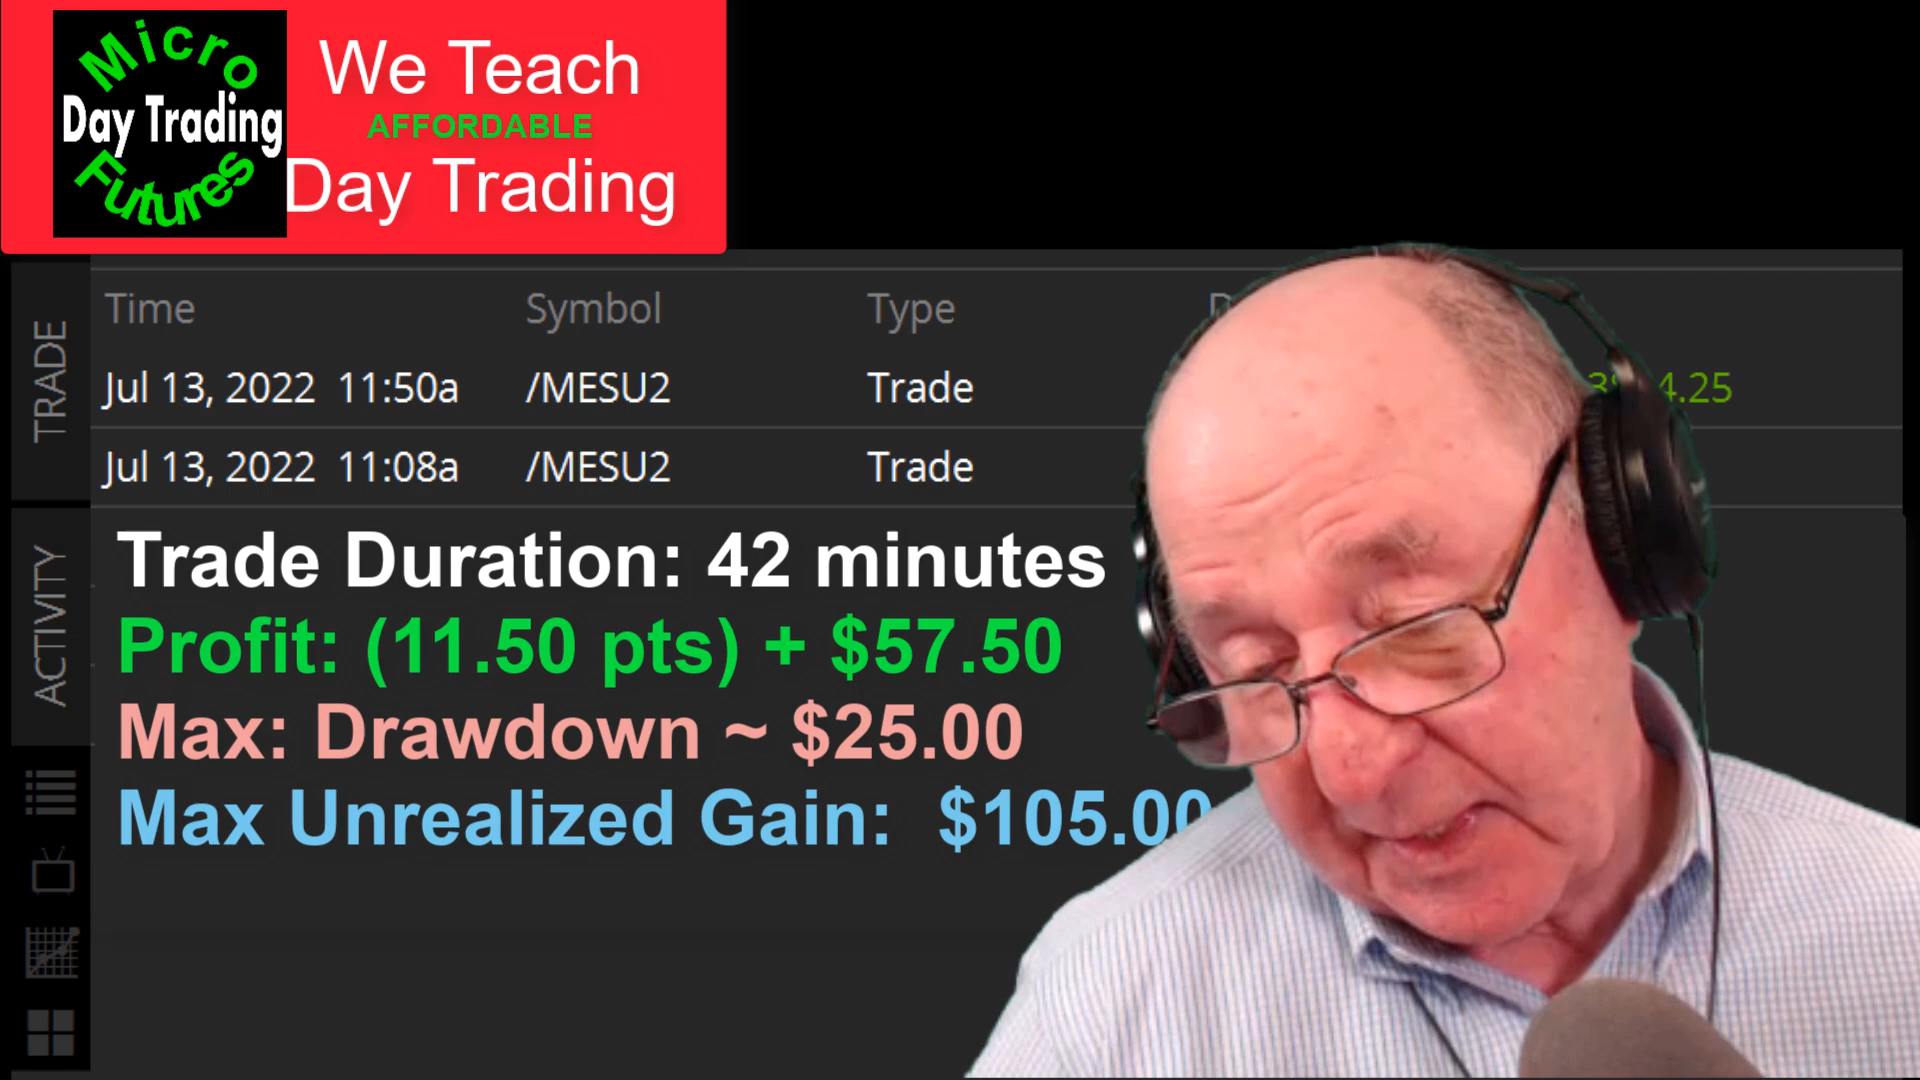 Micro
Day Trading
Futures
We Teach
AFFORDABLE
Day Trading
TRADE
ACTIVITY
Time Symbol Type
Jul 13, 2022 11:50a /MESU2 Trade
Jul 13, 2022 11:08a /MESU2 Trade
Trade Duration: 42 minutes
Profit: (11.50 pts) + $57.50
Max: Drawdown ~ $25.00
Max Unrealized Gain: $105.00